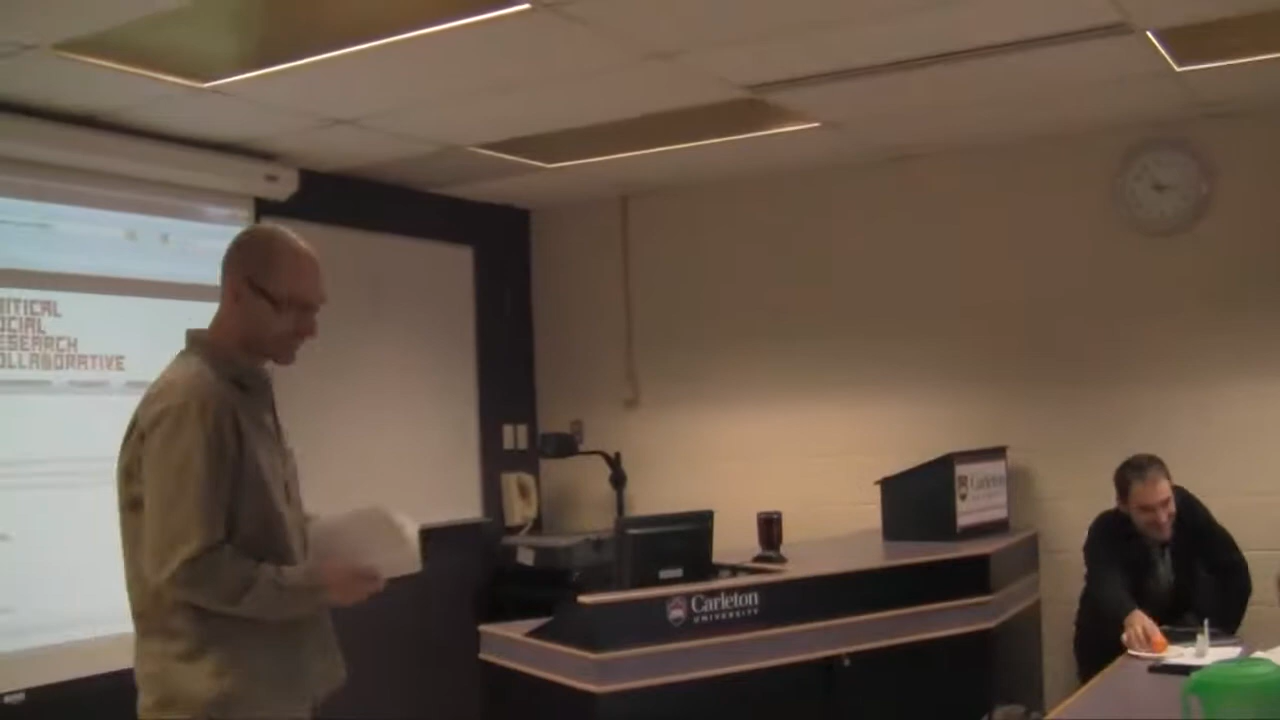 ITICAL
OCIAL
ESEARCH
OLLABORATIVE
Carleton
UNIVERSITY
Carleton